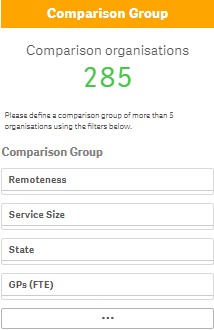 Comparison Group
Comparison organisations
285
Please define a comparison group of more than 5
organisations using the filters below.
Comparison Group
Remoteness
Service Size
State
GPs (FTE)
...